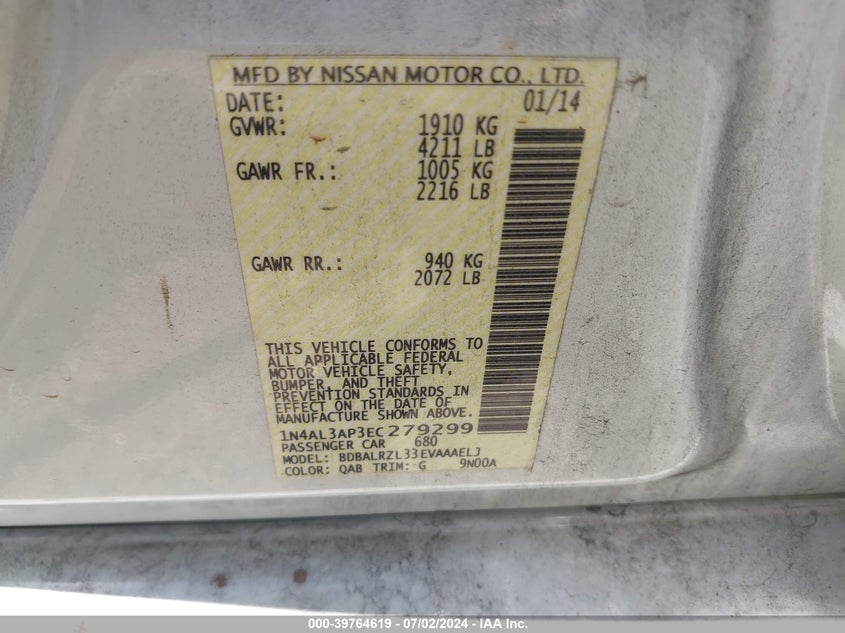 MFD BY NISSAN MOTOR CO., LTD.
DATE: 01/14
GVWR: 1910 KG
4211 LB
GAWR FR.: 1005 KG
2216 LB
GAWR RR.: 940 KG
2072 LB
THIS VEHICLE CONFORMS TO
ALL APPLICABLE FEDERAL
MOTOR VEHICLE SAFETY,
BUMPER, AND THEFT
PREVENTION STANDARDS IN
EFFECT ON THE DATE OF
MANUFACTURE SHOWN ABOVE.
1N4AL3AP3EC279299
PASSENGER CAR 680
MODEL: BDBALRZL33EVAAAELJ
COLOR: QAB TRIM: G 9N00A
000-39764619 - 07/02/2024 - IAA Inc.